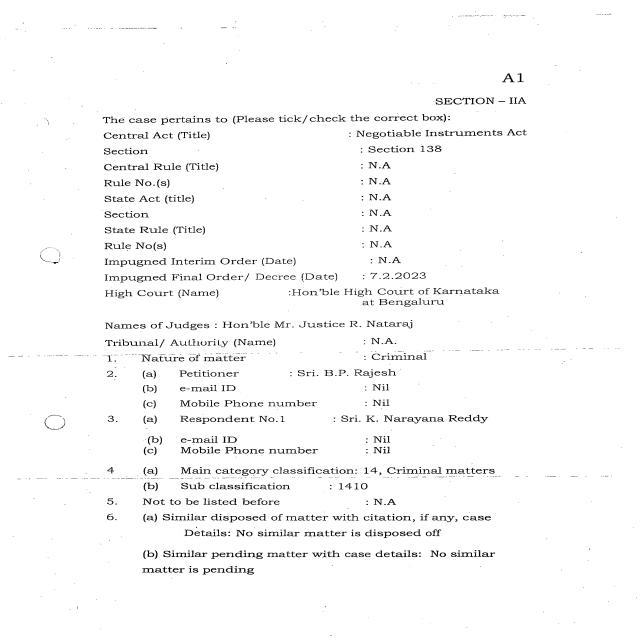 A1
SECTION – IIA
The case pertains to (Please tick/check the correct box):
Central Act (Title) : Negotiable Instruments Act
Section : Section 138
Central Rule (Title) : N.A
Rule No.(s) : N.A
State Act (title) : N.A
Section : N.A
State Rule (Title) : N.A
Rule No(s) : N.A
Impugned Interim Order (Date) : N.A
Impugned Final Order/ Decree (Date) : 7.2.2023
High Court (Name) :Hon'ble High Court of Karnataka
at Bengaluru
Names of Judges : Hon'ble Mr. Justice R. Nataraj
Tribunal/ Authority (Name) : N.A.
1. Nature of matter : Criminal
2. (a) Petitioner : Sri. B.P. Rajesh
(b) e-mail ID : Nil
(c) Mobile Phone number : Nil
3. (a) Respondent No.1 : Sri. K. Narayana Reddy
(b) e-mail ID : Nil
(c) Mobile Phone number : Nil
4 (a) Main category classification: 14, Criminal matters
(b) Sub classification : 1410
5. Not to be listed before : N.A
6. (a) Similar disposed of matter with citation, if any, case
Details: No similar matter is disposed off
(b) Similar pending matter with case details: No similar
matter is pending